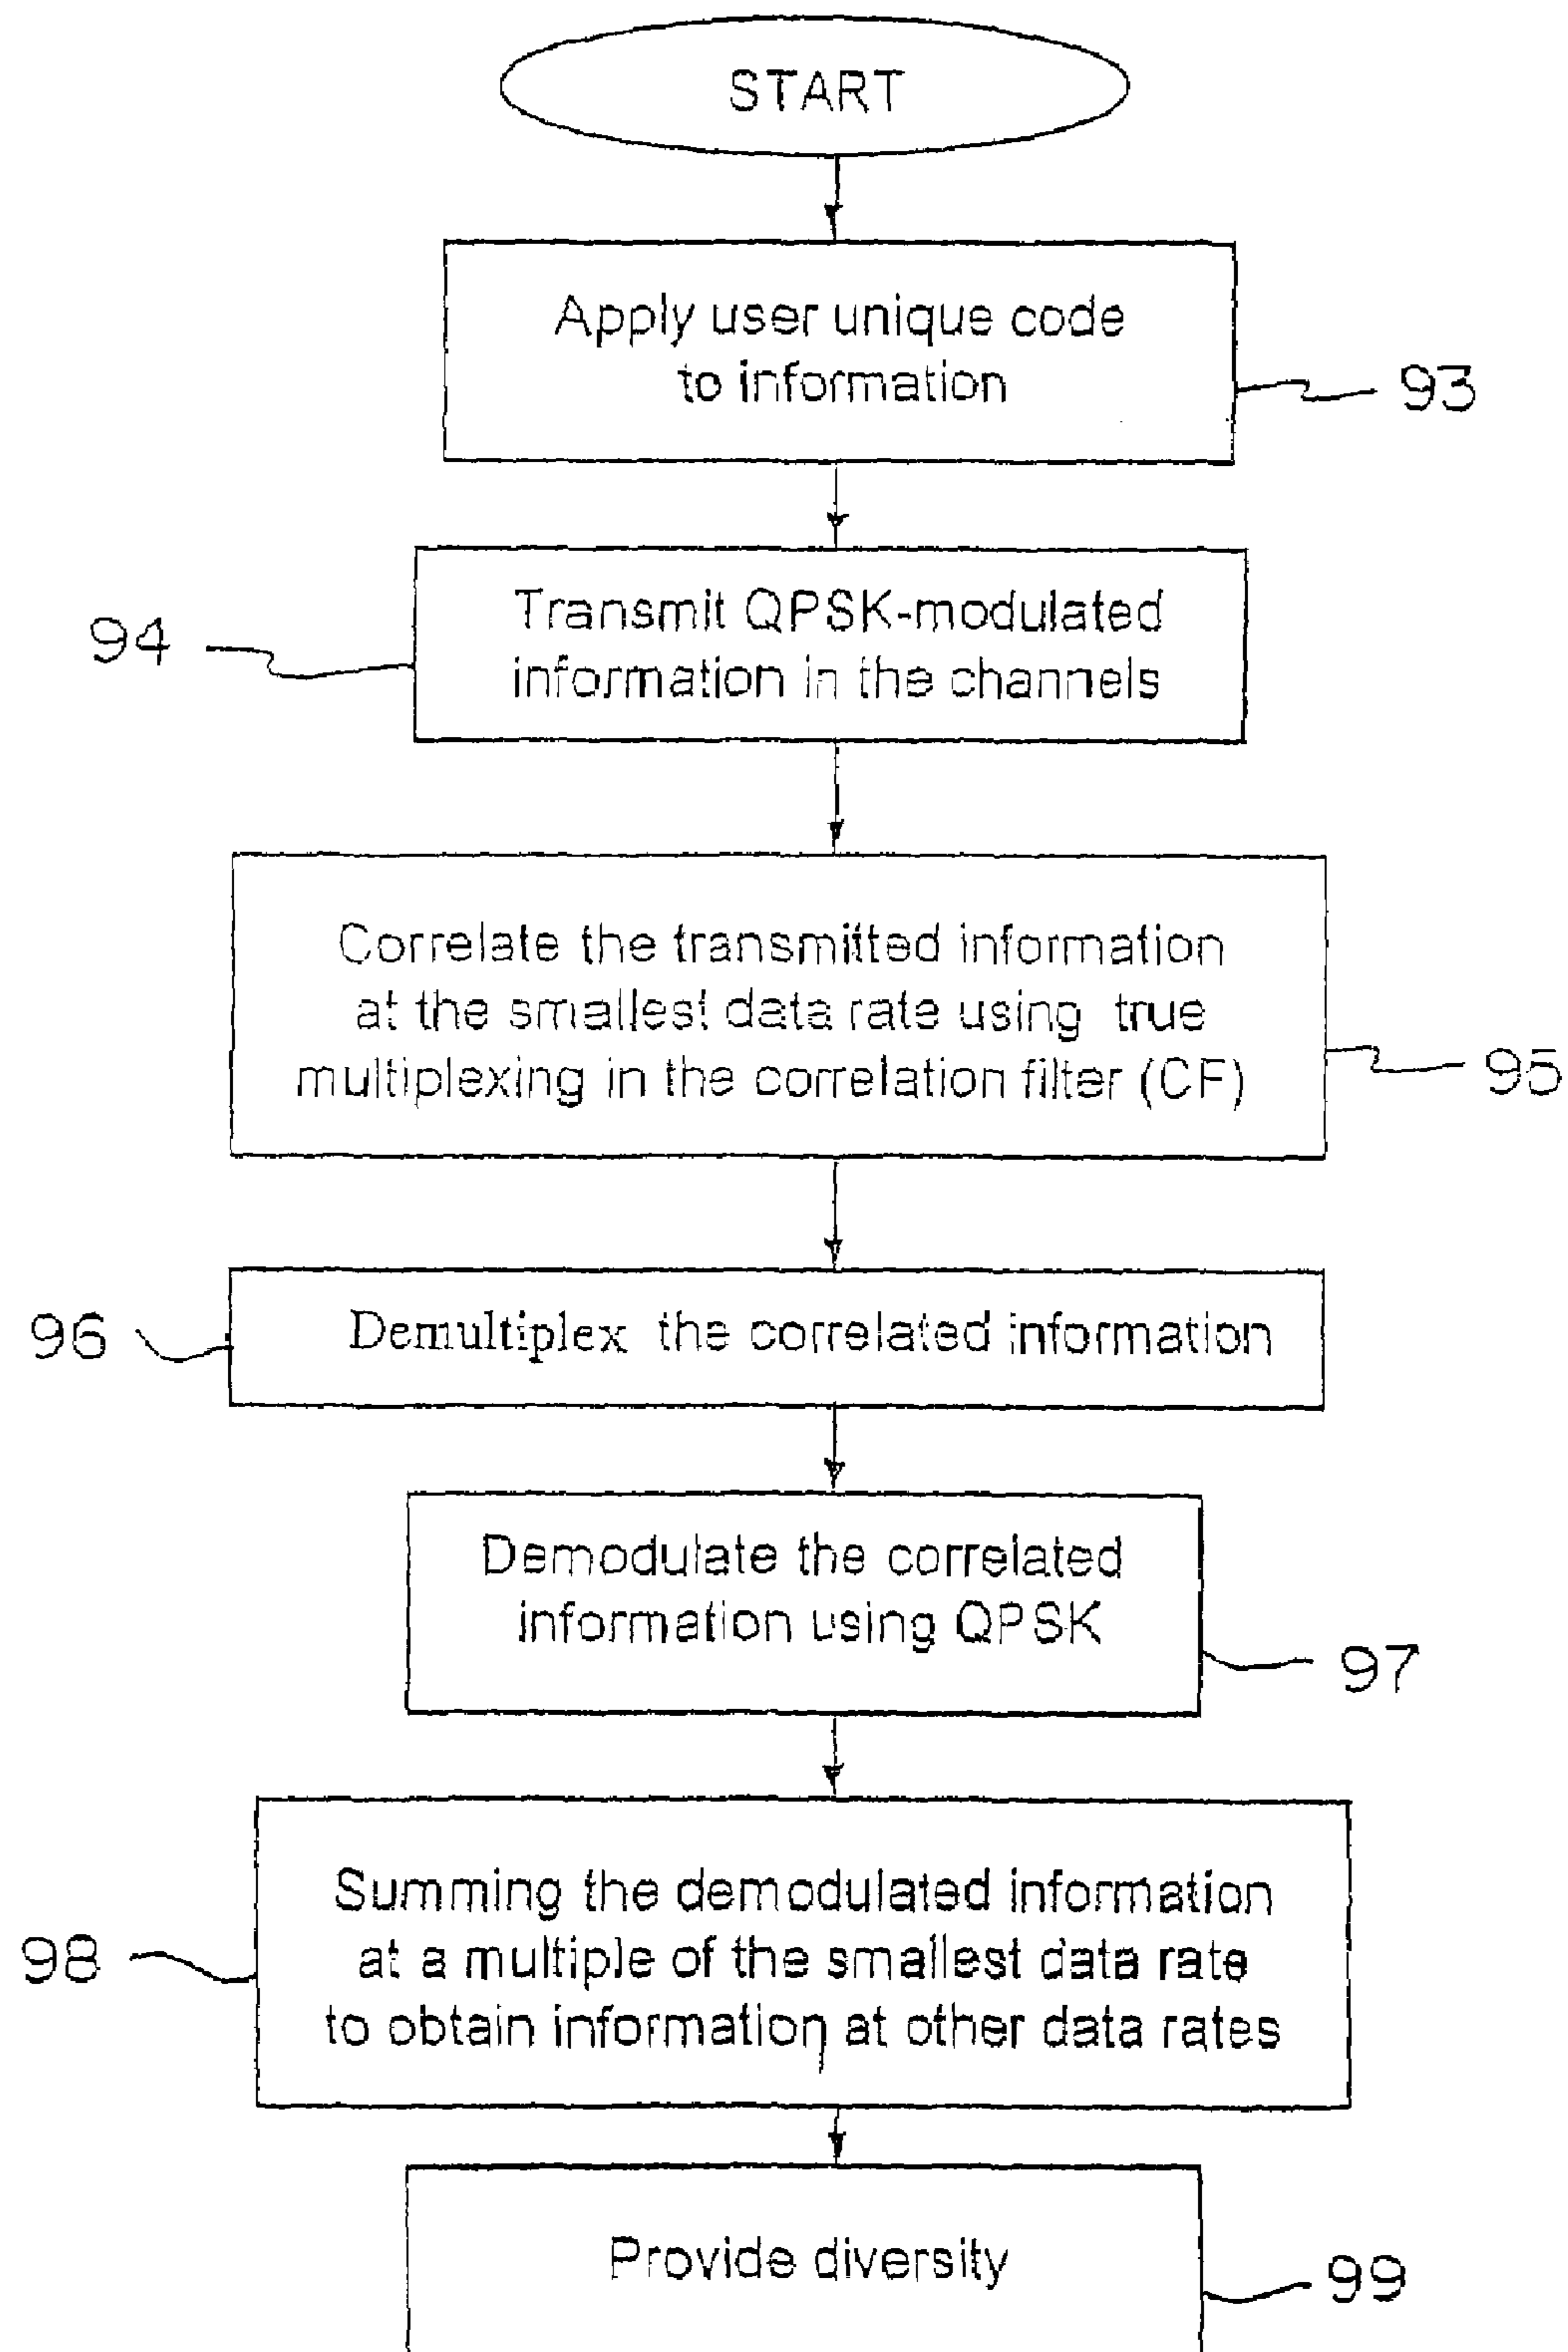 START
Apply user unique code
to information
93
Transmit QPSK-modulated
information in the channels
94
Correlate the transmitted information
at the smallest data rate using true
multiplexing in the correlation filter (CF)
95
Demultiplex the correlated information
96
Demodulate the correlated
information using QPSK
97
Summing the demodulated information
at a multiple of the smallest data rate
to obtain information at other data rates
98
Provide diversity
99